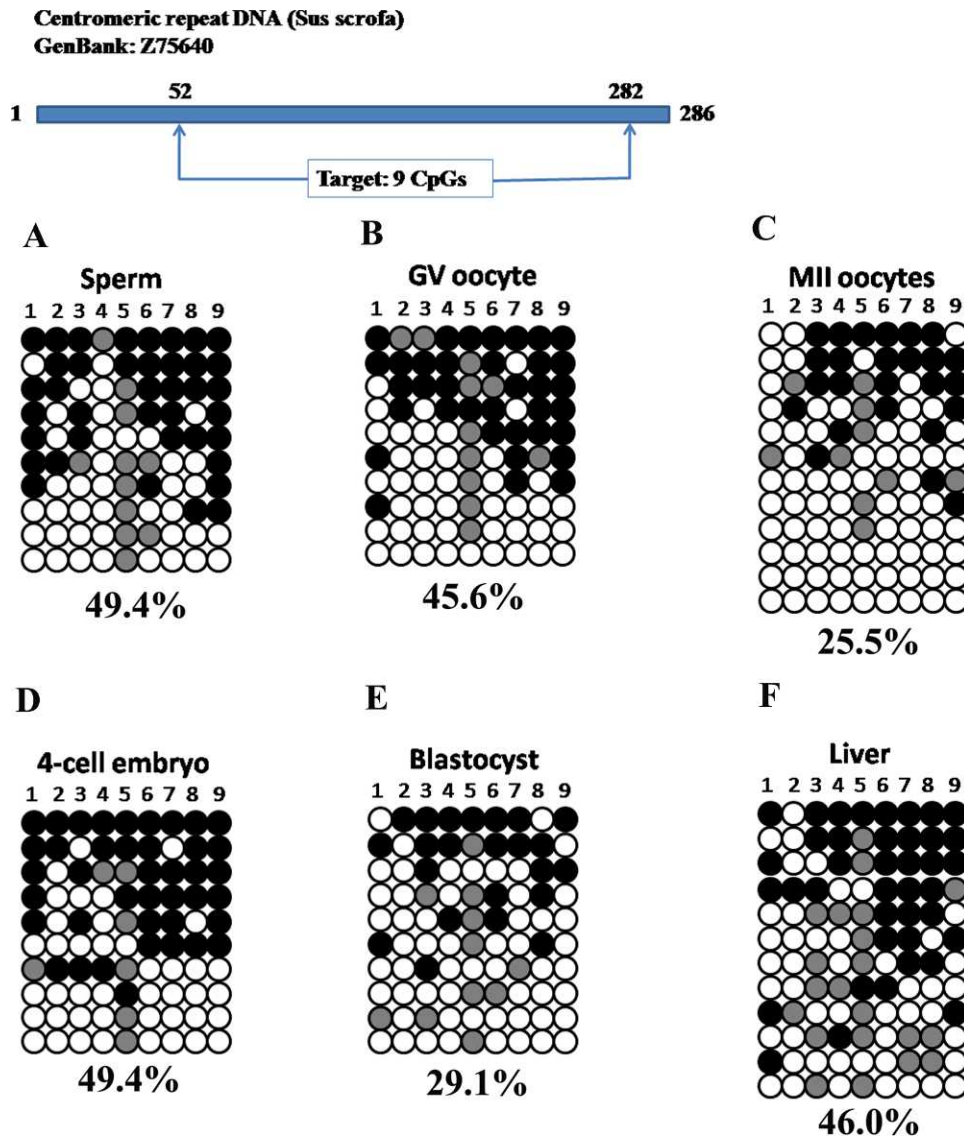 Centromeric repeat DNA (Sus scrofa)
GenBank: Z75640
52 282
1 286
Target: 9 CpGs
A B C
Sperm GV oocyte MII oocytes
1 2 3 4 5 6 7 8 9 1 2 3 4 5 6 7 8 9 1 2 3 4 5 6 7 8 9
49.4% 45.6% 25.5%
D E F
4-cell embryo Blastocyst Liver
1 2 3 4 5 6 7 8 9 1 2 3 4 5 6 7 8 9 1 2 3 4 5 6 7 8 9
49.4% 29.1% 46.0%